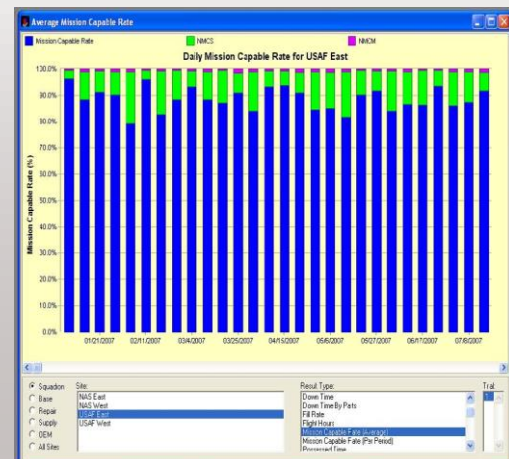 Average Mission Capable Rate
Mission Capable Rate NMCS NMCM
Daily Mission Capable Rate for USAF East
Mission Capable Rate (%)
100.0%
90.0%
80.0%
70.0%
60.0%
50.0%
40.0%
30.0%
20.0%
10.0%
0.0%
01/21/2007 02/11/2007 03/4/2007 03/25/2007 04/15/2007 05/6/2007 05/27/2007 06/17/2007 07/8/2007
Squadron
Base
Repair
Supply
OEM
All Sites
Site:
NAS East
NAS West
USAF East
USAF West
Result Type:
Down Time
Down Time By Parts
Fill Rate
Flight Hours
Mission Capable Rate (Average)
Mission Capable Rate (Per Period)
Possessed Time
Trial:
1